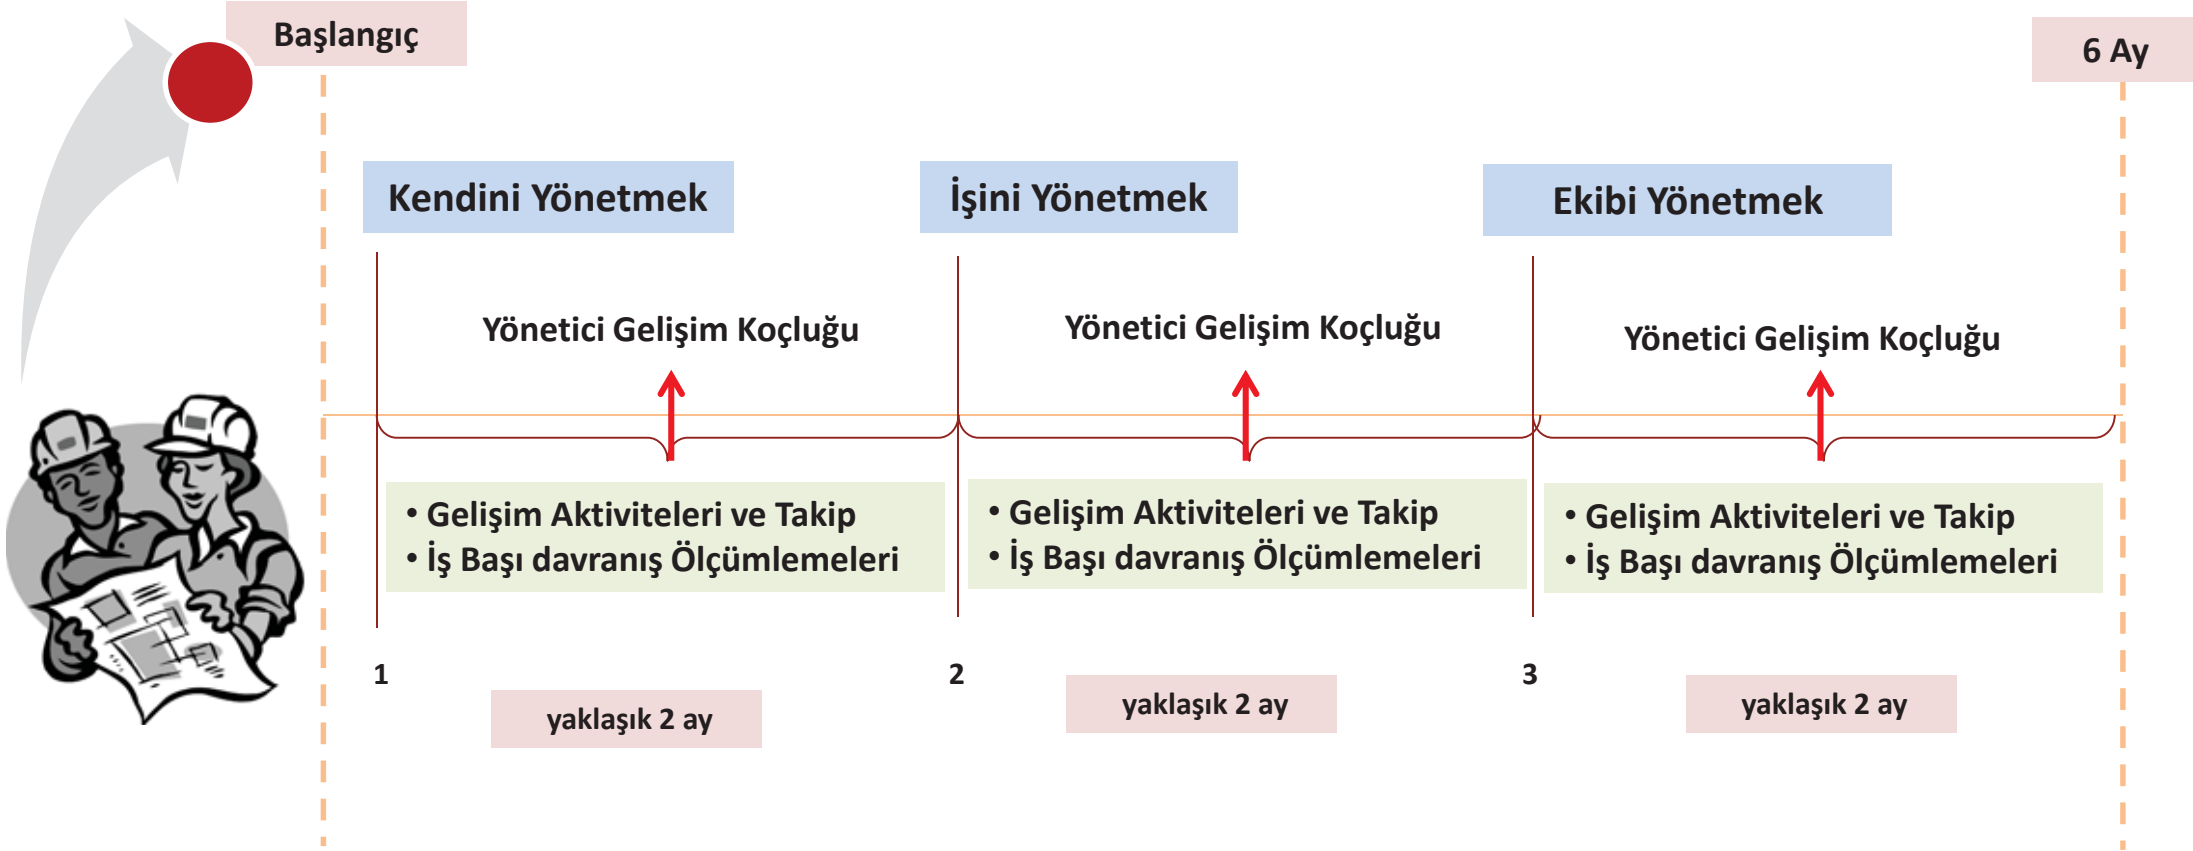 Başlangıç
6 Ay
Kendini Yönetmek
İşini Yönetmek
Ekibi Yönetmek
Yönetici Gelişim Koçluğu
Yönetici Gelişim Koçluğu
Yönetici Gelişim Koçluğu
• Gelişim Aktiviteleri ve Takip
• İş Başı davranış Ölçümlemeleri
• Gelişim Aktiviteleri ve Takip
• İş Başı davranış Ölçümlemeleri
• Gelişim Aktiviteleri ve Takip
• İş Başı davranış Ölçümlemeleri
1
2
3
yaklaşık 2 ay
yaklaşık 2 ay
yaklaşık 2 ay